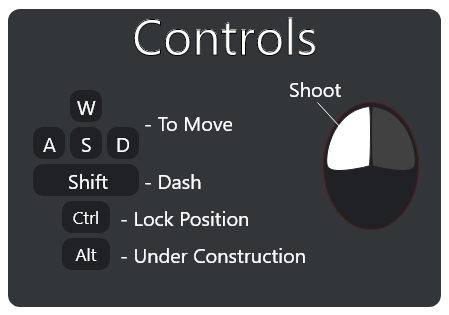 Controls
Shoot
W
- To Move
A S D
Shift - Dash
Ctrl - Lock Position
Alt - Under Construction